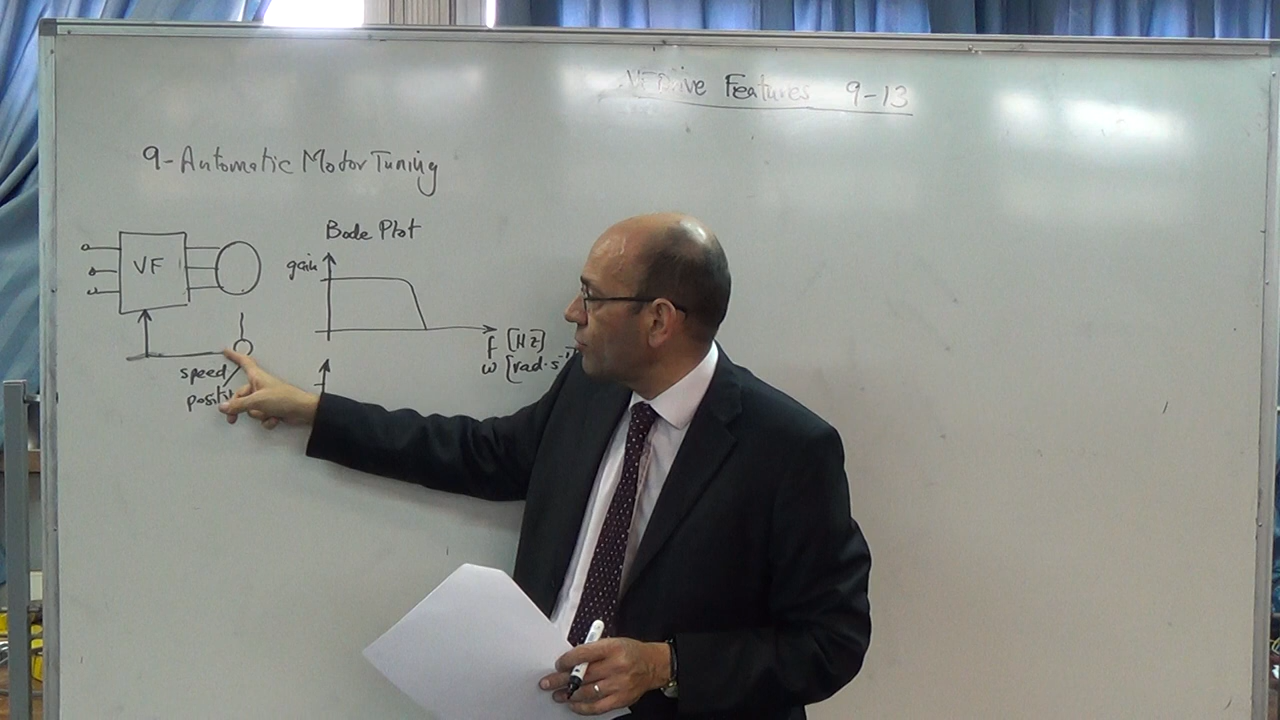 VF Drive Features 9-13
9- Automatic Motor Tuning
Bode Plot
VF
gain
f [Hz]
ω [rad·s⁻¹]
speed